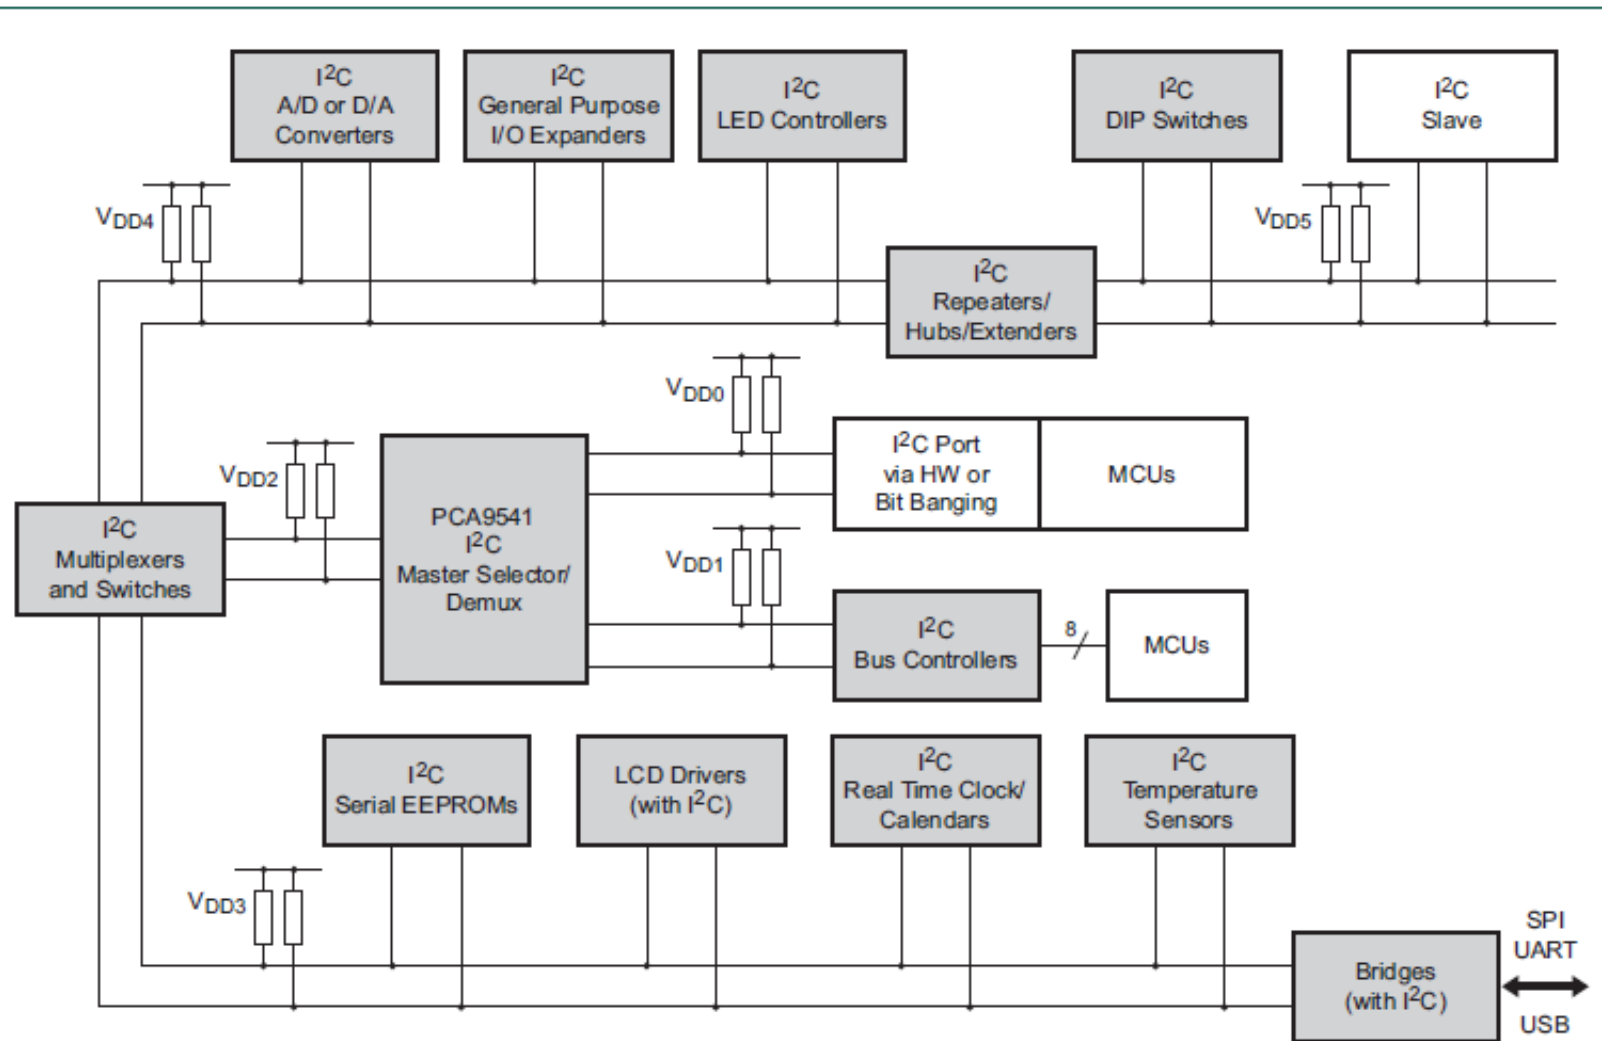 I²C
A/D or D/A
Converters
I²C
General Purpose
I/O Expanders
I²C
LED Controllers
I²C
DIP Switches
I²C
Slave
VDD4
VDD5
I²C
Repeaters/
Hubs/Extenders
VDD0
I²C Port
via HW or
Bit Banging
MCUs
VDD2
PCA9541
I²C
Master Selector/
Demux
I²C
Multiplexers
and Switches
VDD1
I²C
Bus Controllers
8
MCUs
I²C
Serial EEPROMs
LCD Drivers
(with I²C)
I²C
Real Time Clock/
Calendars
I²C
Temperature
Sensors
VDD3
Bridges
(with I²C)
SPI
UART
USB